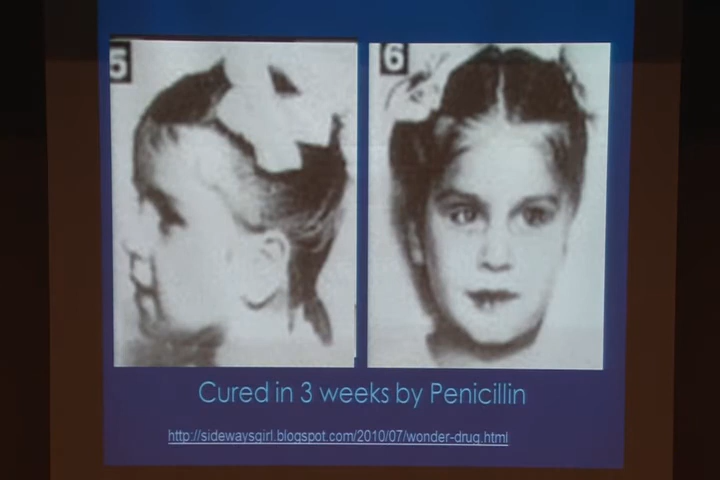 5
6
Cured in 3 weeks by Penicillin
http://sidewaysgirl.blogspot.com/2010/07/wonder-drug.html